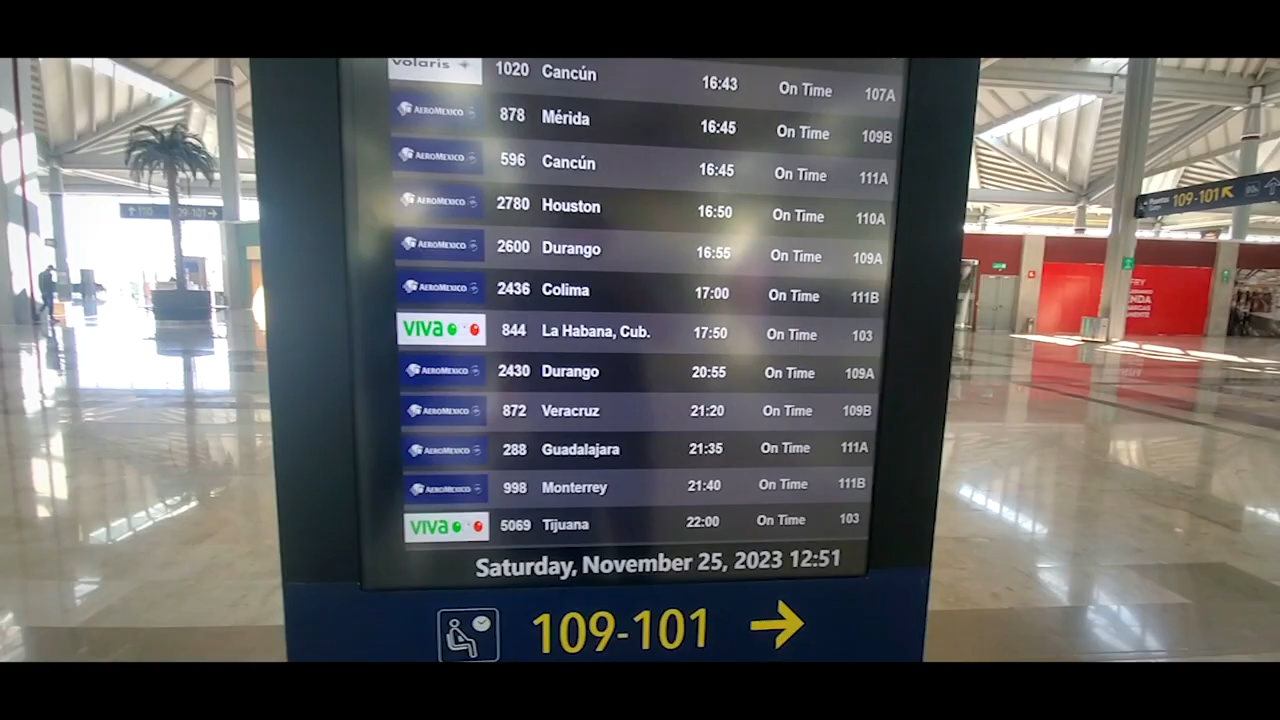 volaris 1020 Cancún 16:43 On Time 107A
AEROMEXICO 878 Mérida 16:45 On Time 109B
AEROMEXICO 596 Cancún 16:45 On Time 111A
AEROMEXICO 2780 Houston 16:50 On Time 110A
AEROMEXICO 2600 Durango 16:55 On Time 109A
AEROMEXICO 2436 Colima 17:00 On Time 111B
VIVA 844 La Habana, Cub. 17:50 On Time 103
AEROMEXICO 2430 Durango 20:55 On Time 109A
AEROMEXICO 872 Veracruz 21:20 On Time 109B
AEROMEXICO 288 Guadalajara 21:35 On Time 111A
AEROMEXICO 998 Monterrey 21:40 On Time 111B
VIVA 5069 Tijuana 22:00 On Time 103
Saturday, November 25, 2023 12:51
109-101 →
110 109-101 →
109-101